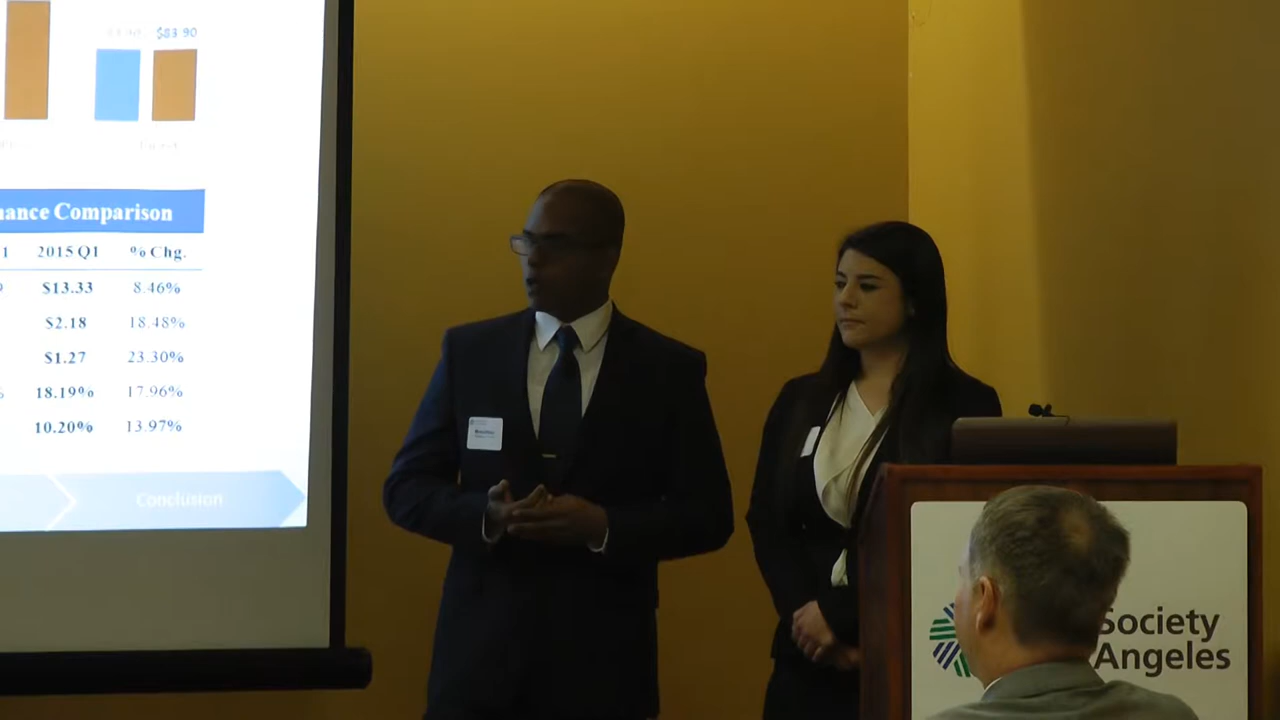 $83.90
nance Comparison
1 2015 Q1 % Chg.
$13.33 8.46%
$2.18 18.48%
$1.27 23.30%
% 18.19% 17.96%
10.20% 13.97%
Conclusion
Society
Angeles